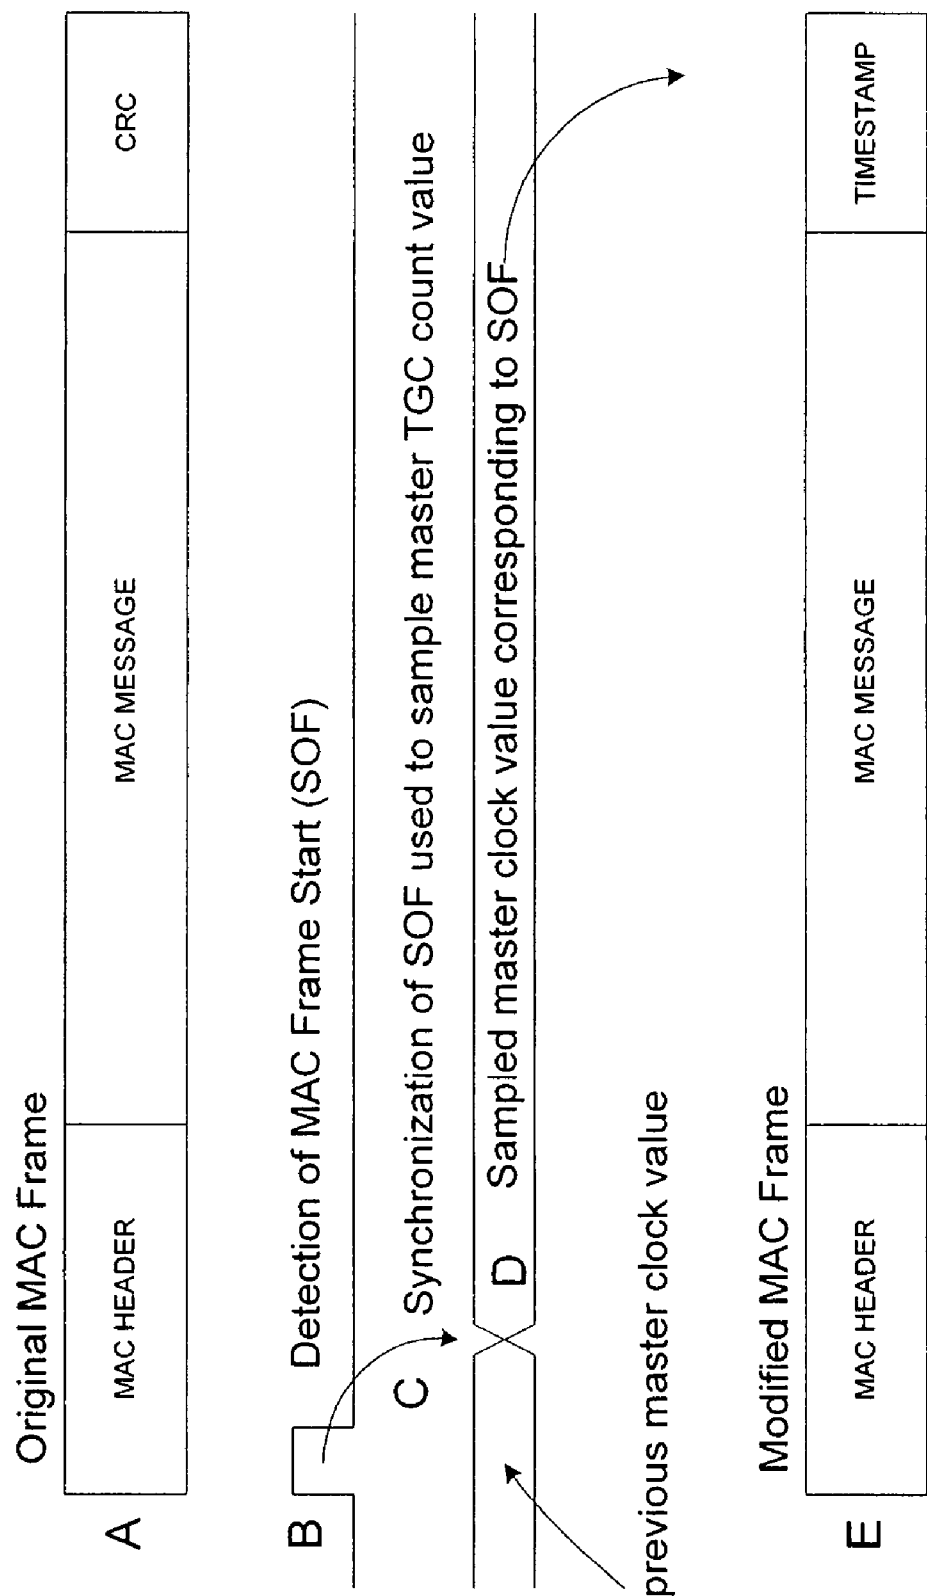 Original MAC Frame
A
MAC HEADER
MAC MESSAGE
CRC
B
Detection of MAC Frame Start (SOF)
C
Synchronization of SOF used to sample master TGC count value
D
Sampled master clock value corresponding to SOF
previous master clock value
Modified MAC Frame
E
MAC HEADER
MAC MESSAGE
TIMESTAMP